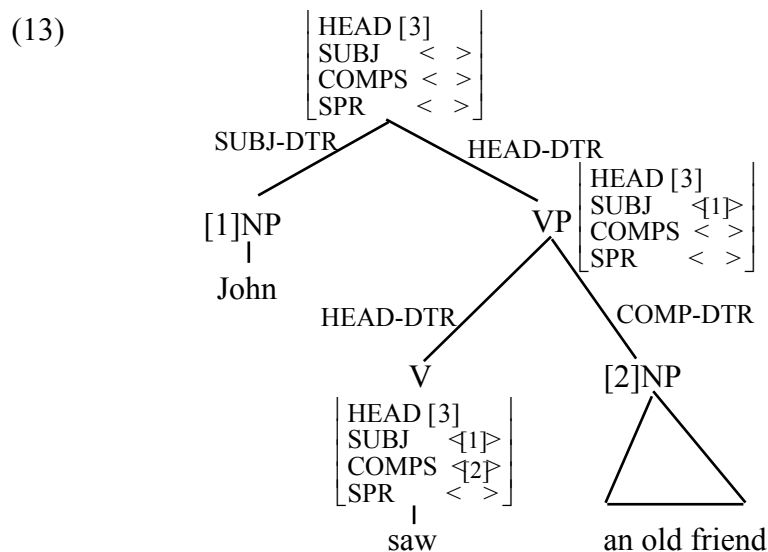 (13)
HEAD [3]
SUBJ < >
COMPS < >
SPR < >
SUBJ-DTR HEAD-DTR
HEAD [3]
[1]NP VP SUBJ <[1]>
COMPS < >
SPR < >
John
HEAD-DTR COMP-DTR
V [2]NP
HEAD [3]
SUBJ <[1]>
COMPS <[2]>
SPR < >
saw an old friend